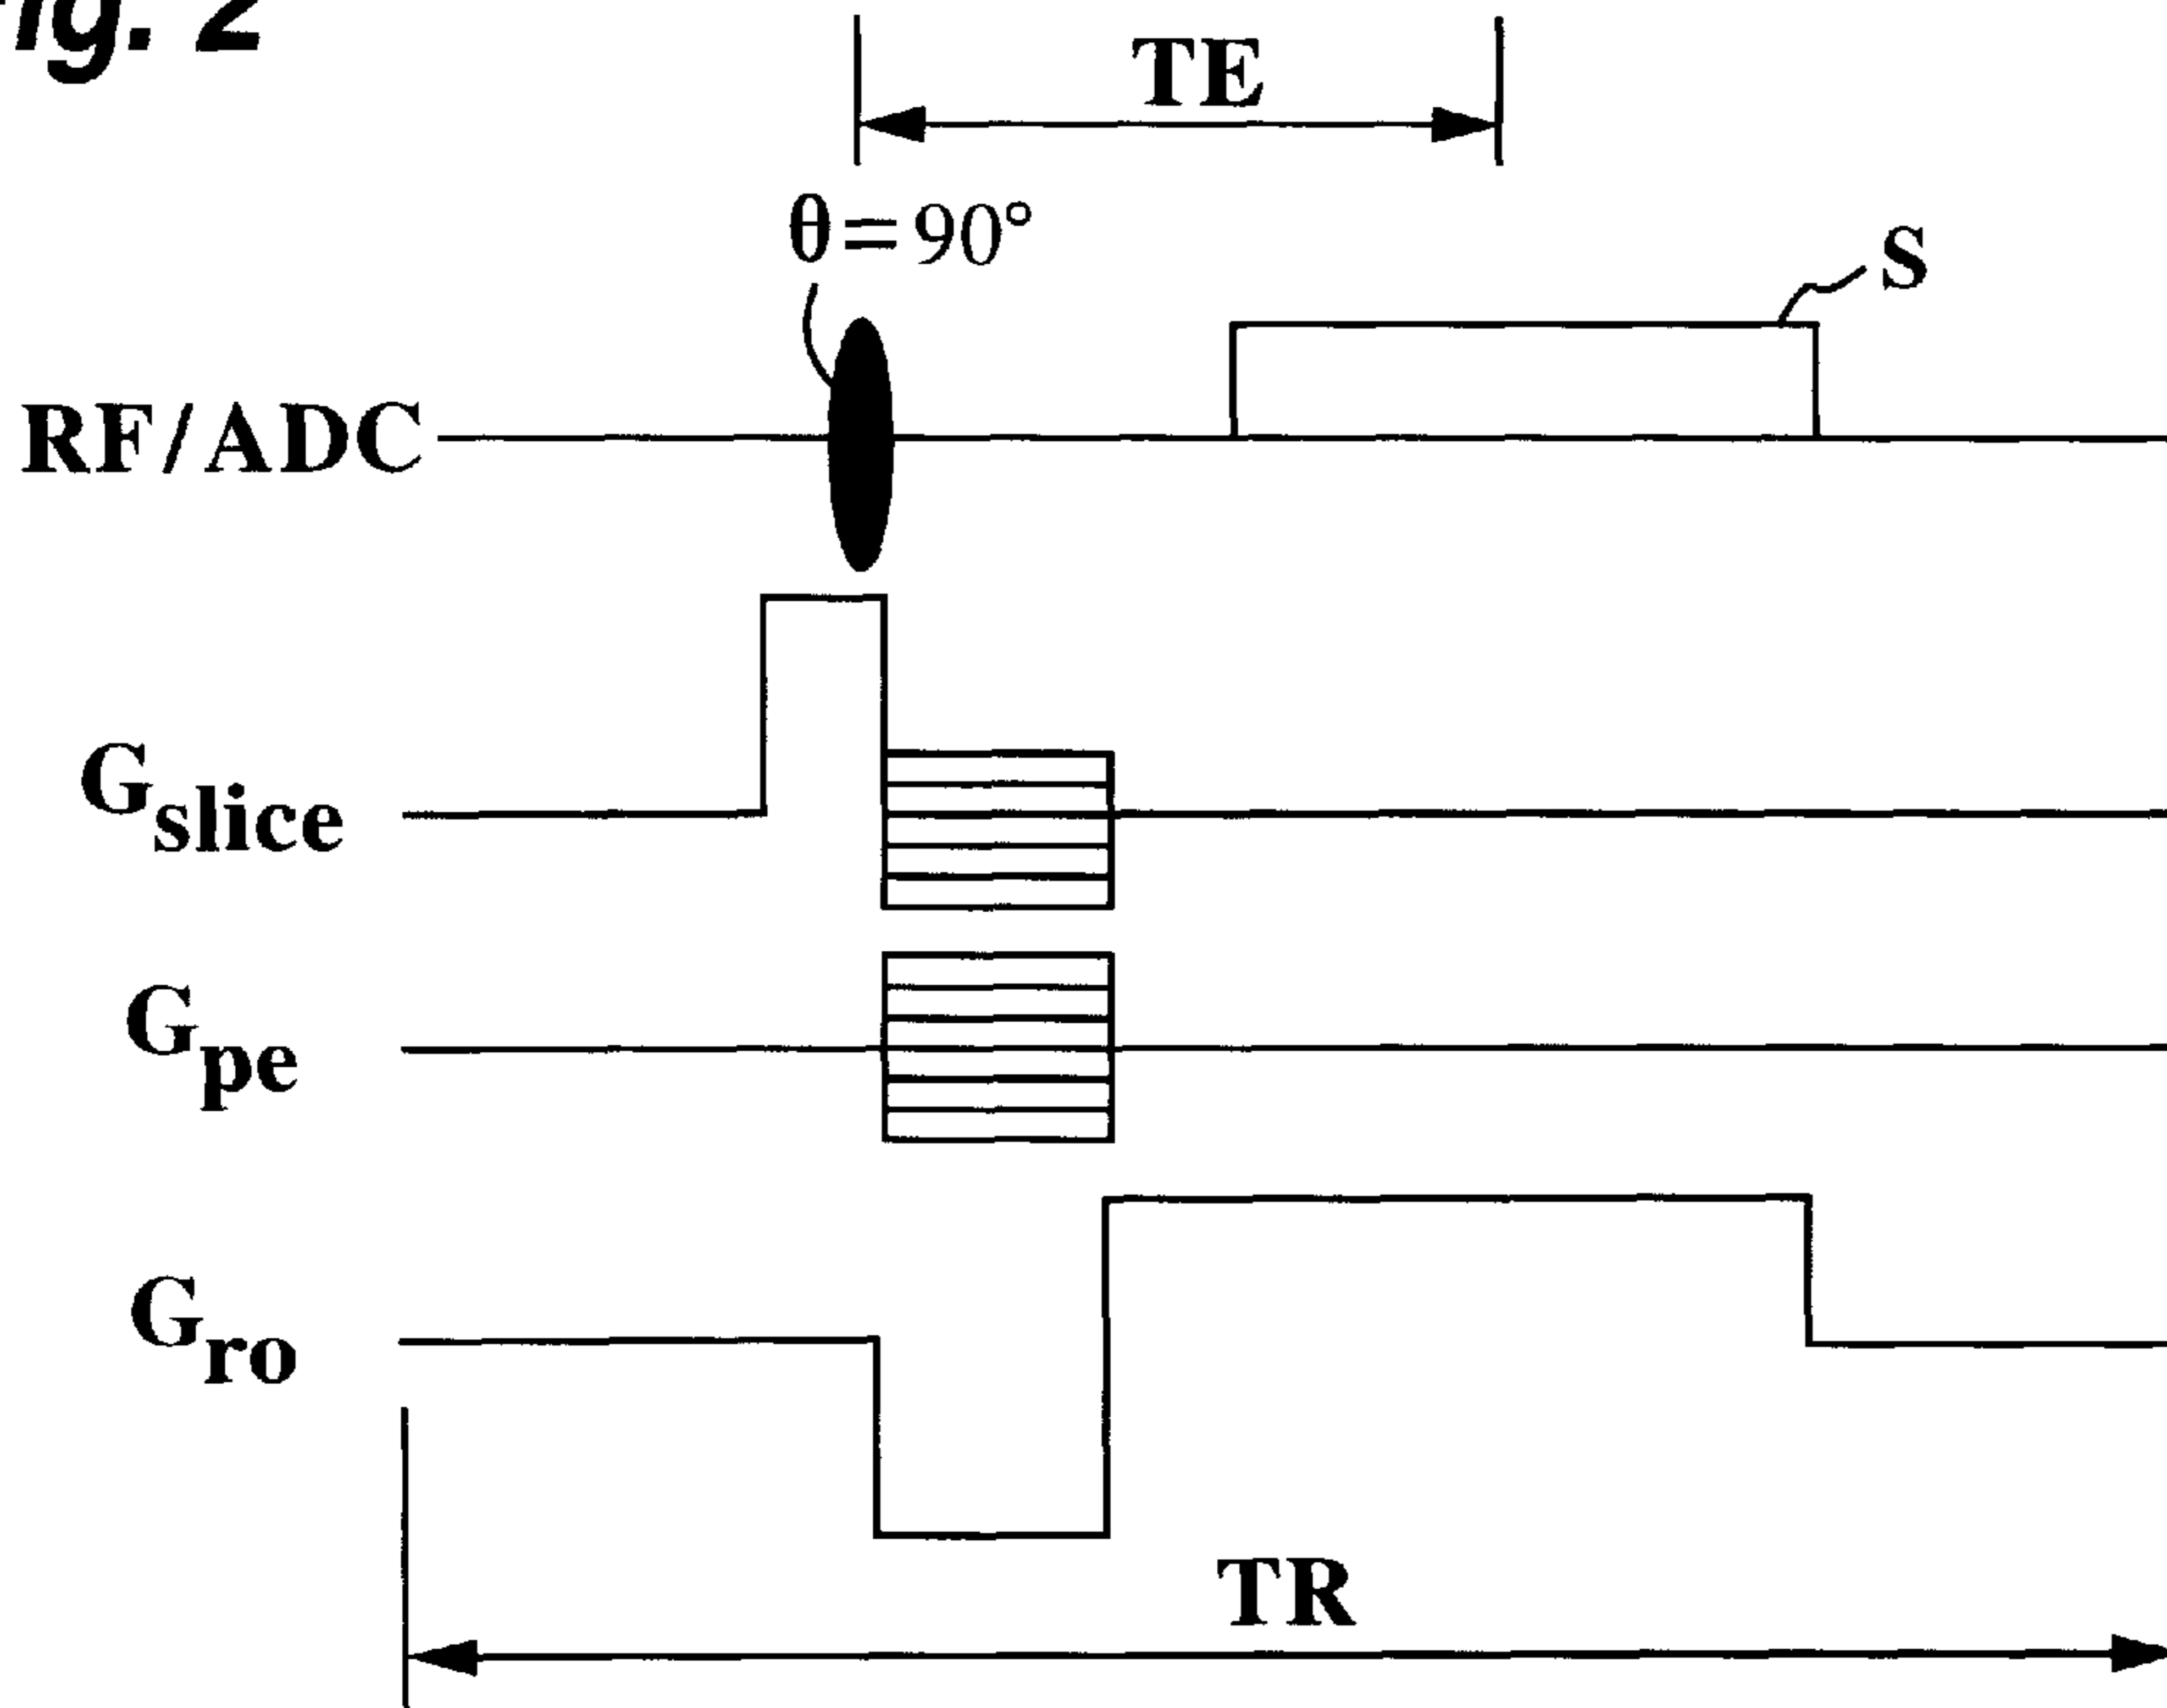 ig. 2
TE
θ=90°
S
RF/ADC
Gslice
Gpe
Gro
TR